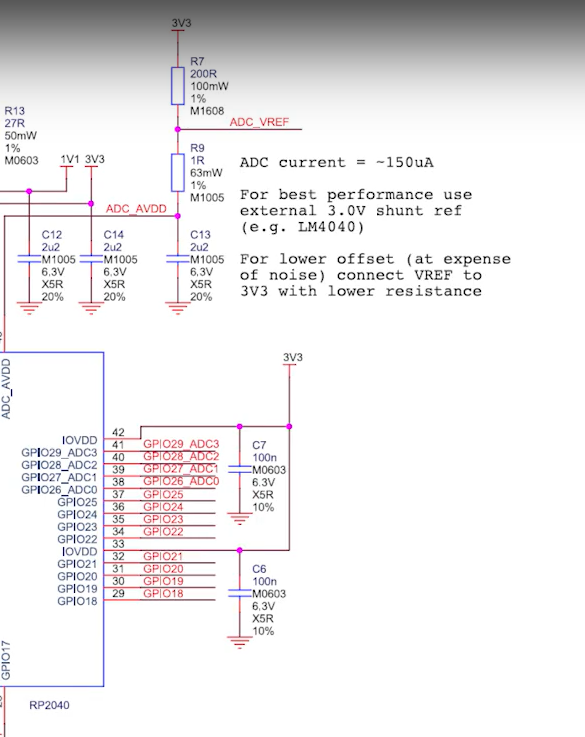 3V3
R7
200R
100mW
1%
M1608
ADC_VREF
R13
27R
50mW
1%
M0603
1V1 3V3
R9
1R
63mW
1%
M1005
ADC current = ~150uA
For best performance use
external 3.0V shunt ref
(e.g. LM4040)
For lower offset (at expense
of noise) connect VREF to
3V3 with lower resistance
ADC_AVDD
C12
2u2
M1005
6.3V
X5R
20%
C14
2u2
M1005
6.3V
X5R
20%
C13
2u2
M1005
6.3V
X5R
20%
ADC_AVDD
3V3
IOVDD 42
GPIO29_ADC3 41 GPIO29_ADC3
GPIO28_ADC2 40 GPIO28_ADC2
GPIO27_ADC1 39 GPIO27_ADC1
GPIO26_ADC0 38 GPIO26_ADC0
GPIO25 37 GPIO25
GPIO24 36 GPIO24
GPIO23 35 GPIO23
GPIO22 34 GPIO22
IOVDD 33
GPIO21 32 GPIO21
GPIO20 31 GPIO20
GPIO19 30 GPIO19
GPIO18 29 GPIO18
C7
100n
M0603
6.3V
X5R
10%
C6
100n
M0603
6.3V
X5R
10%
GPIO17
RP2040